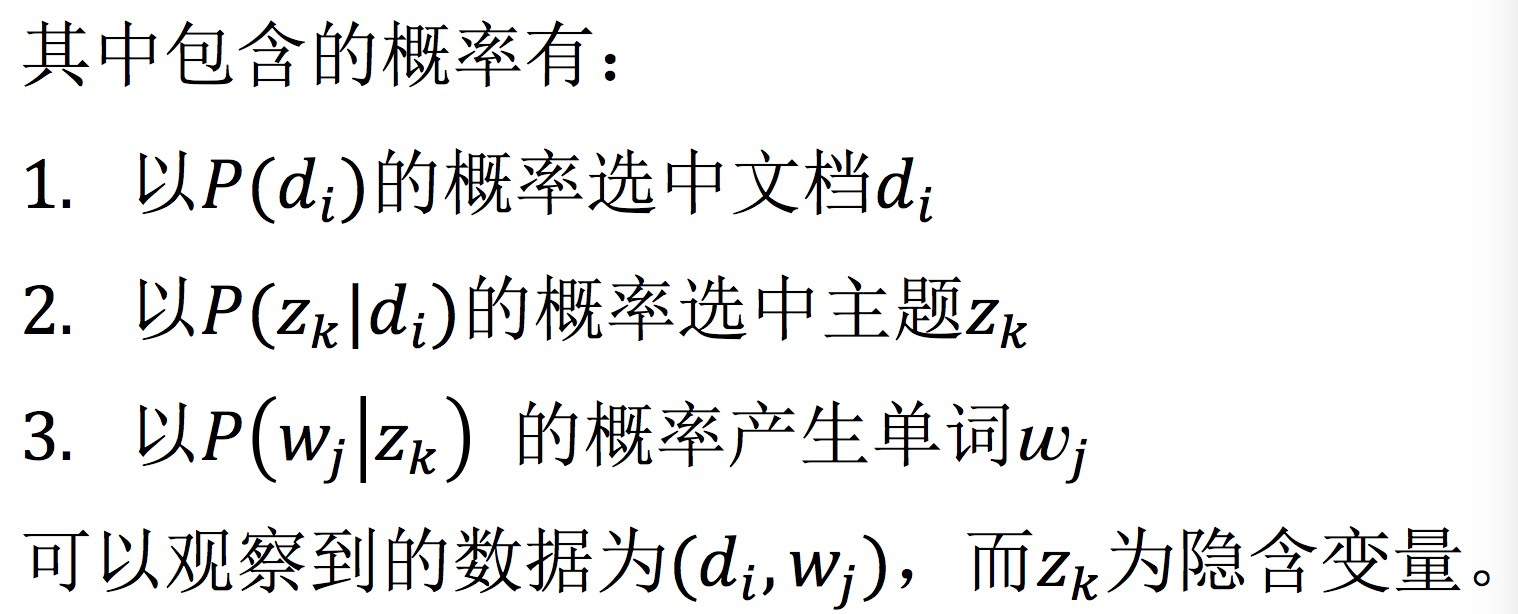 其中包含的概率有：
1. 以P(d_i)的概率选中文档d_i
2. 以P(z_k|d_i)的概率选中主题z_k
3. 以P(w_j|z_k) 的概率产生单词w_j
可以观察到的数据为(d_i, w_j)，而z_k为隐含变量。